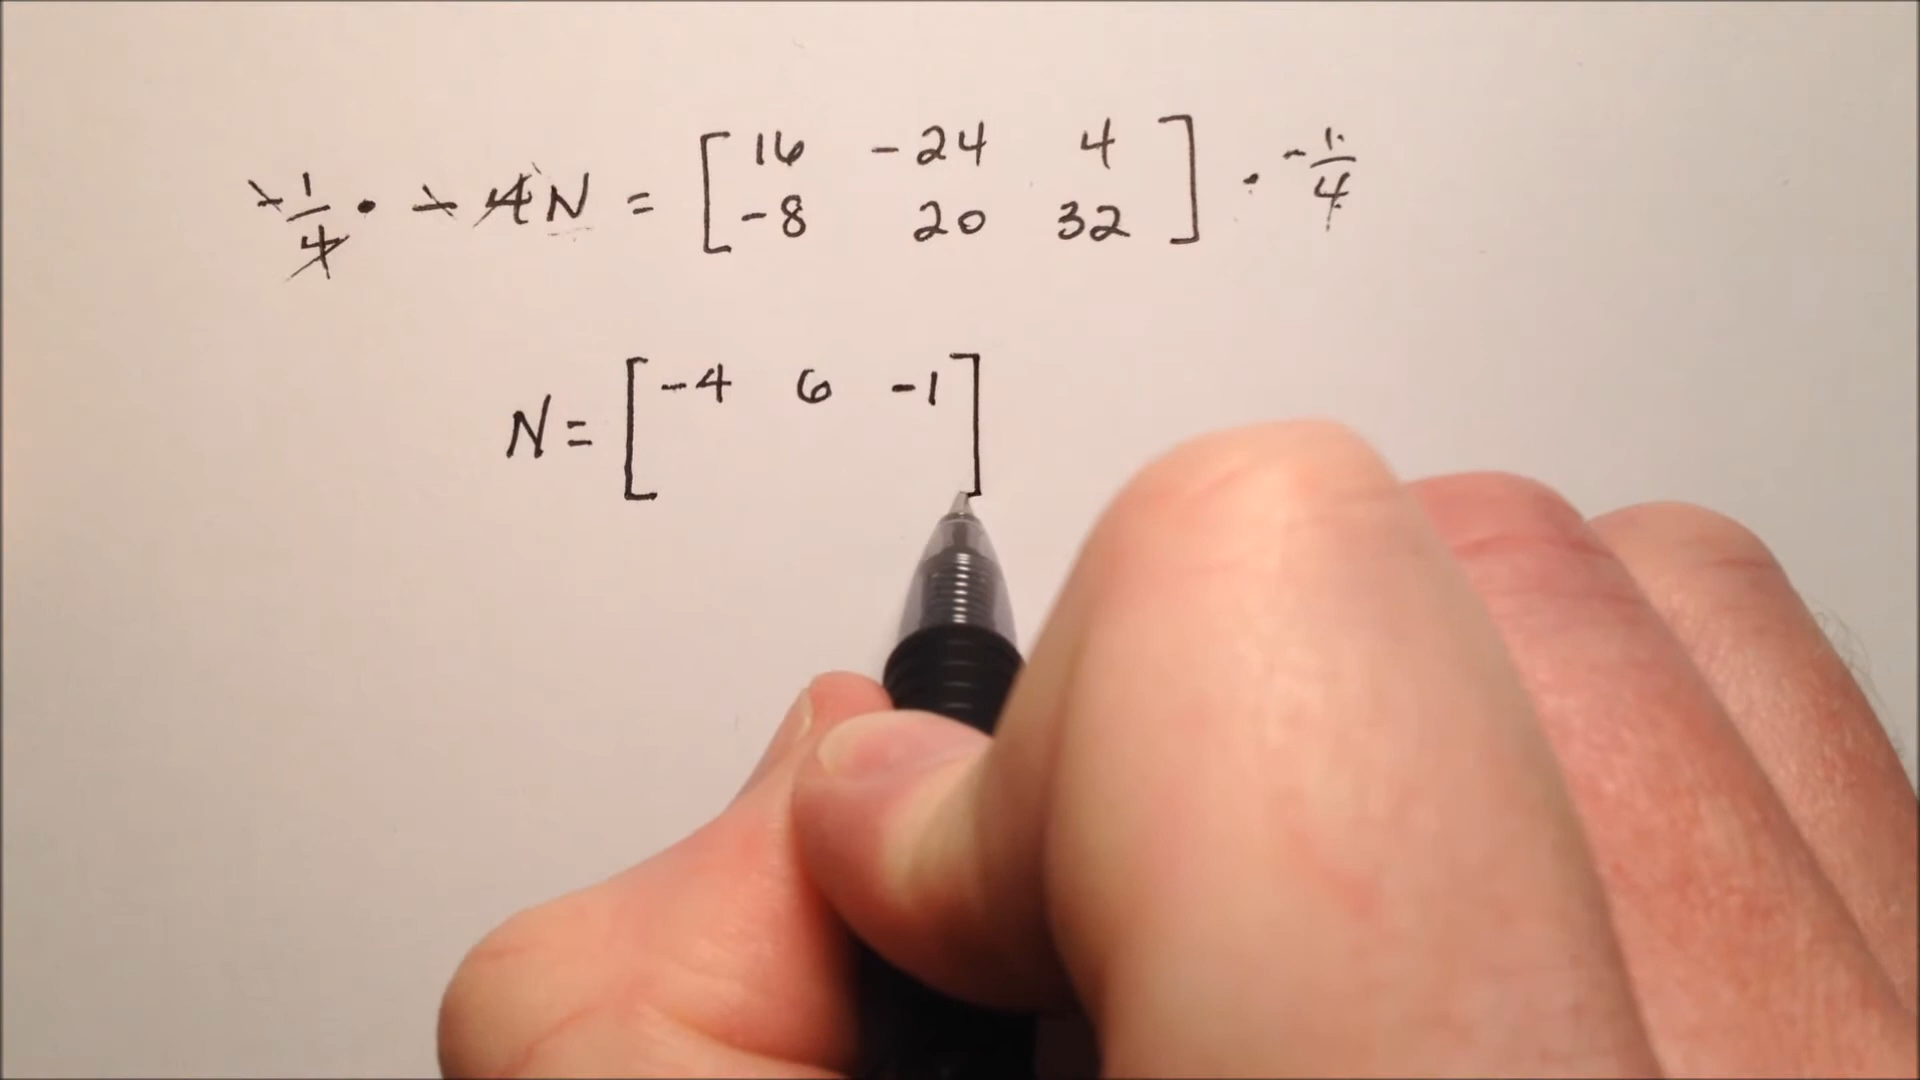 -1/4 · -4N = [16 -24 4] · -1/4
[-8 20 32]
N = [-4 6 -1]